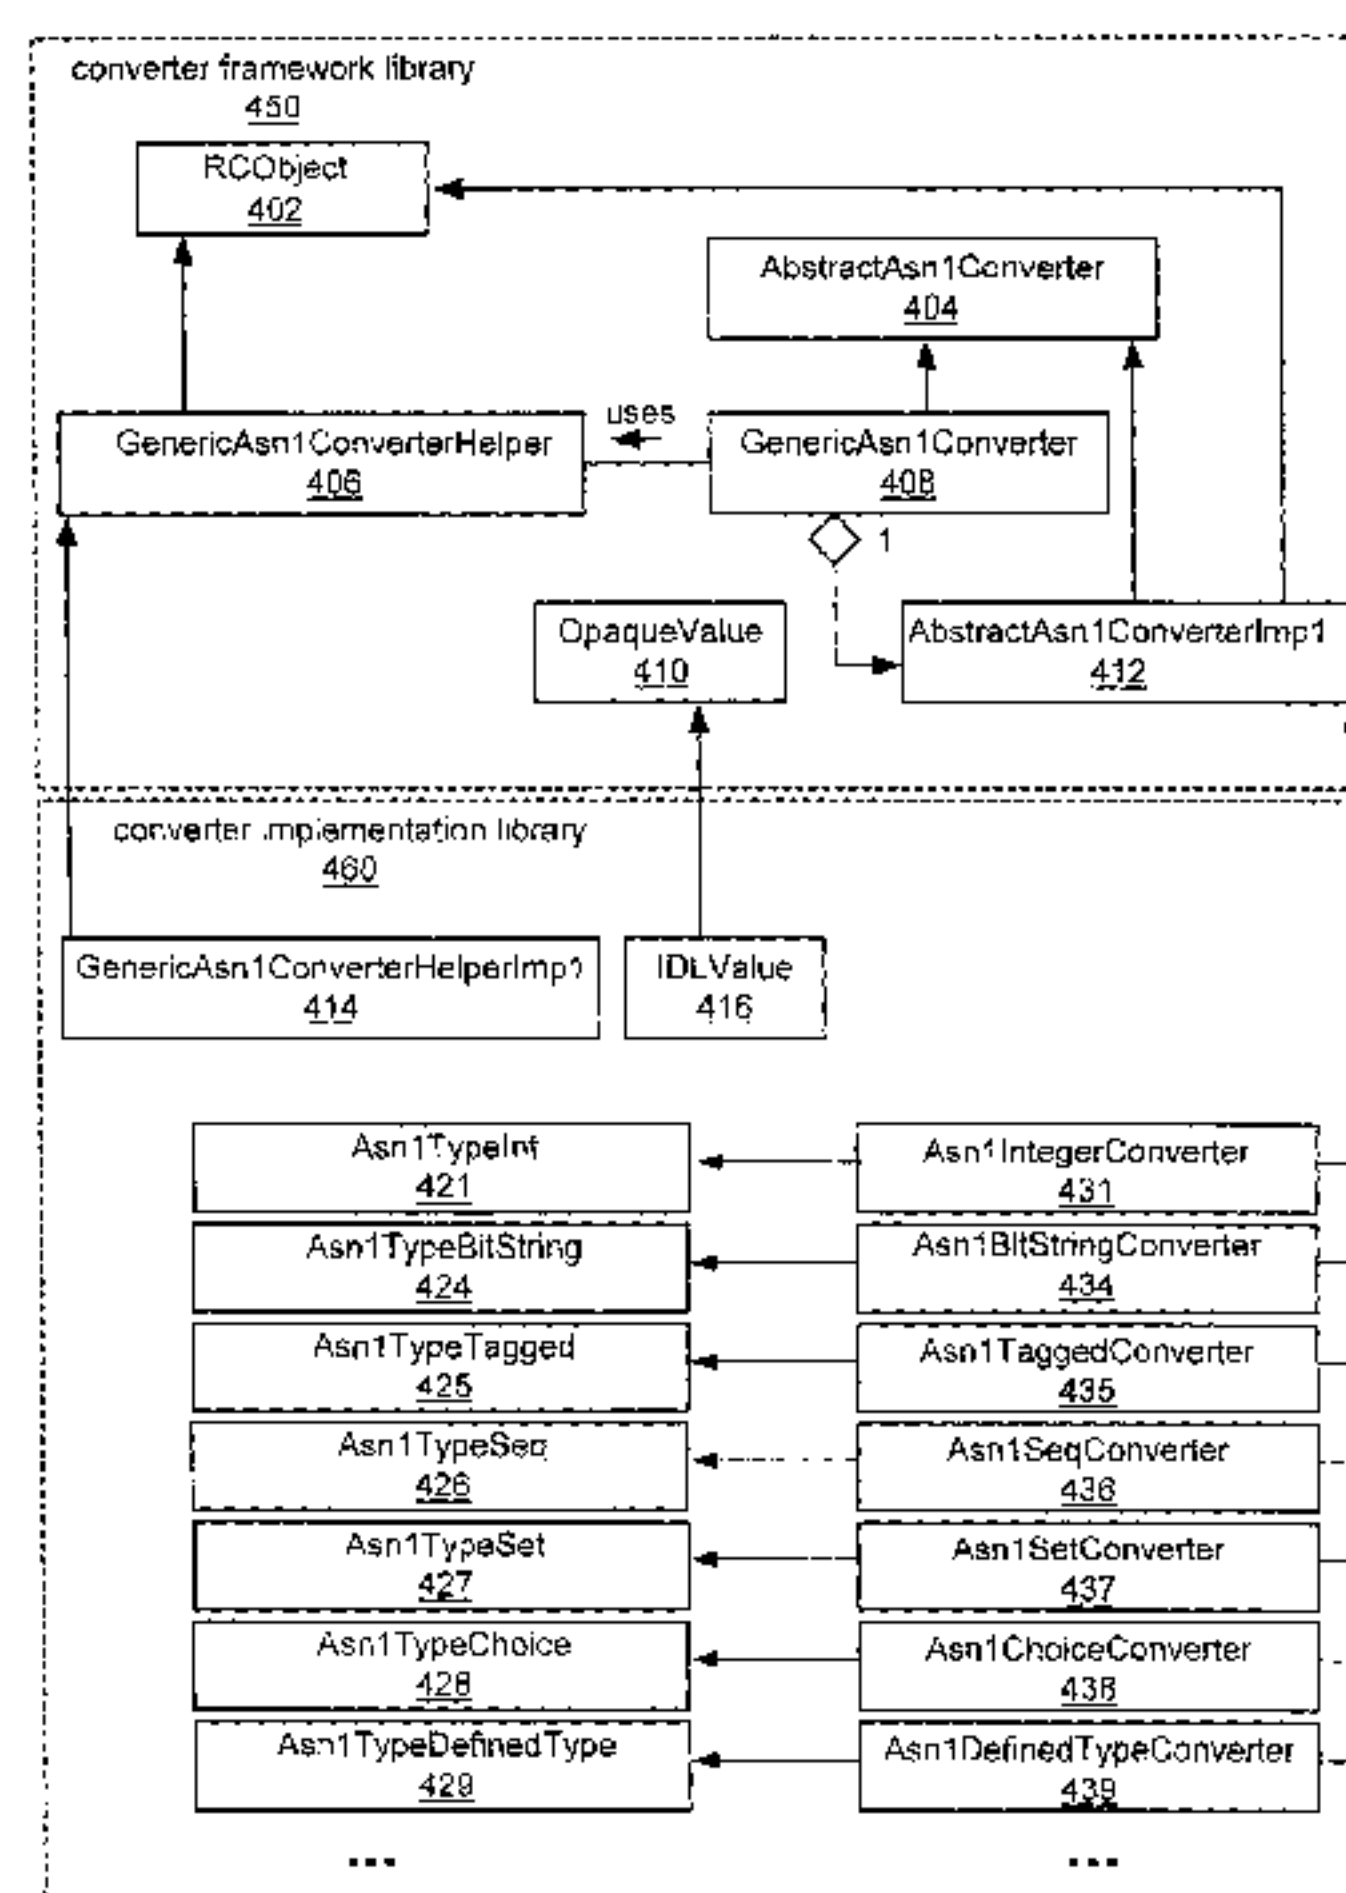 converter framework library
450
RCObject
402
AbstractAsn1Converter
404
GenericAsn1ConverterHelper
406
uses
GenericAsn1Converter
408
1
OpaqueValue
410
AbstractAsn1ConverterImp1
412
converter implementation library
460
GenericAsn1ConverterHelperImp1
414
IDLValue
416
Asn1TypeInt
421
Asn1IntegerConverter
431
Asn1TypeBitString
424
Asn1BitStringConverter
434
Asn1TypeTagged
425
Asn1TaggedConverter
435
Asn1TypeSeq
426
Asn1SeqConverter
436
Asn1TypeSet
427
Asn1SetConverter
437
Asn1TypeChoice
428
Asn1ChoiceConverter
438
Asn1TypeDefinedType
429
Asn1DefinedTypeConverter
439
...
...